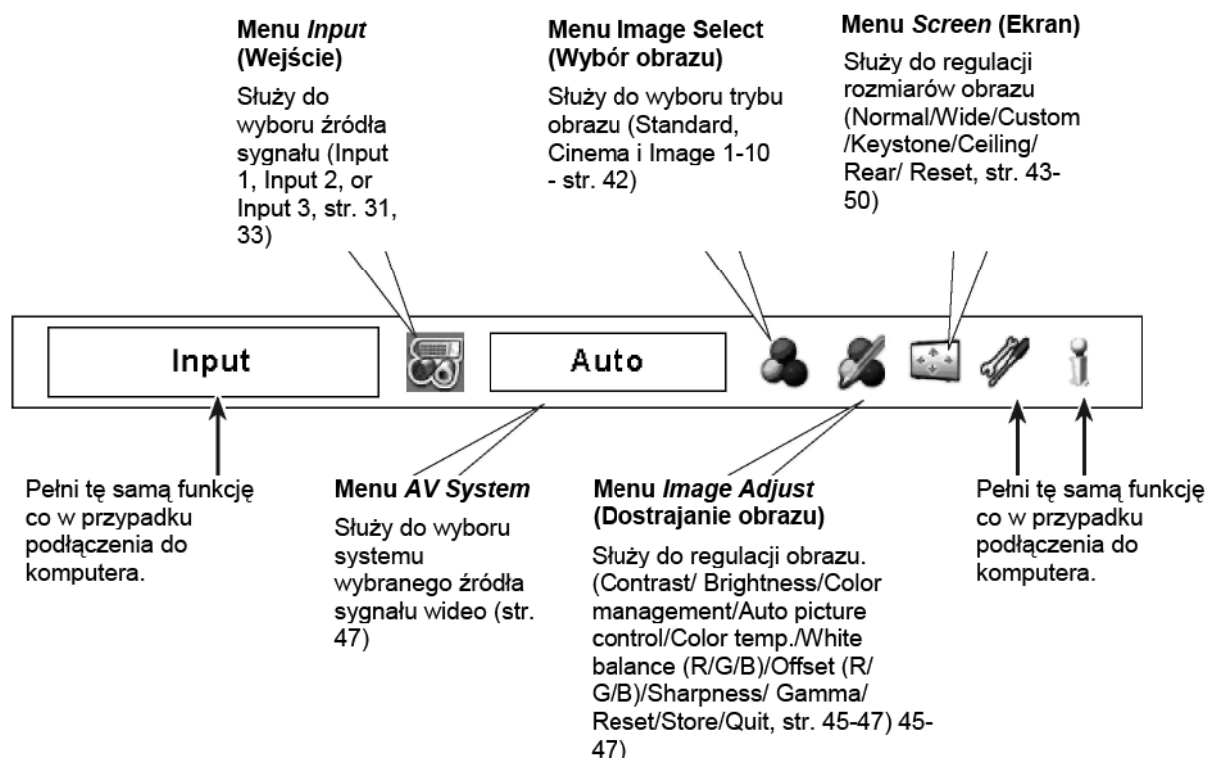 Menu Input
(Wejście)
Służy do
wyboru źródła
sygnału (Input
1, Input 2, or
Input 3, str. 31,
33)
Menu Image Select
(Wybór obrazu)
Służy do wyboru trybu
obrazu (Standard,
Cinema i Image 1-10
- str. 42)
Menu Screen (Ekran)
Służy do regulacji
rozmiarów obrazu
(Normal/Wide/Custom
/Keystone/Ceiling/
Rear/ Reset, str. 43-
50)
Input
Auto
Pełni tę samą funkcję
co w przypadku
podłączenia do
komputera.
Menu AV System
Służy do wyboru
systemu
wybranego źródła
sygnału wideo (str.
47)
Menu Image Adjust
(Dostrajanie obrazu)
Służy do regulacji obrazu.
(Contrast/ Brightness/Color
management/Auto picture
control/Color temp./White
balance (R/G/B)/Offset (R/
G/B)/Sharpness/ Gamma/
Reset/Store/Quit, str. 45-47) 45-
47)
Pełni tę samą funkcję
co w przypadku
podłączenia do
komputera.